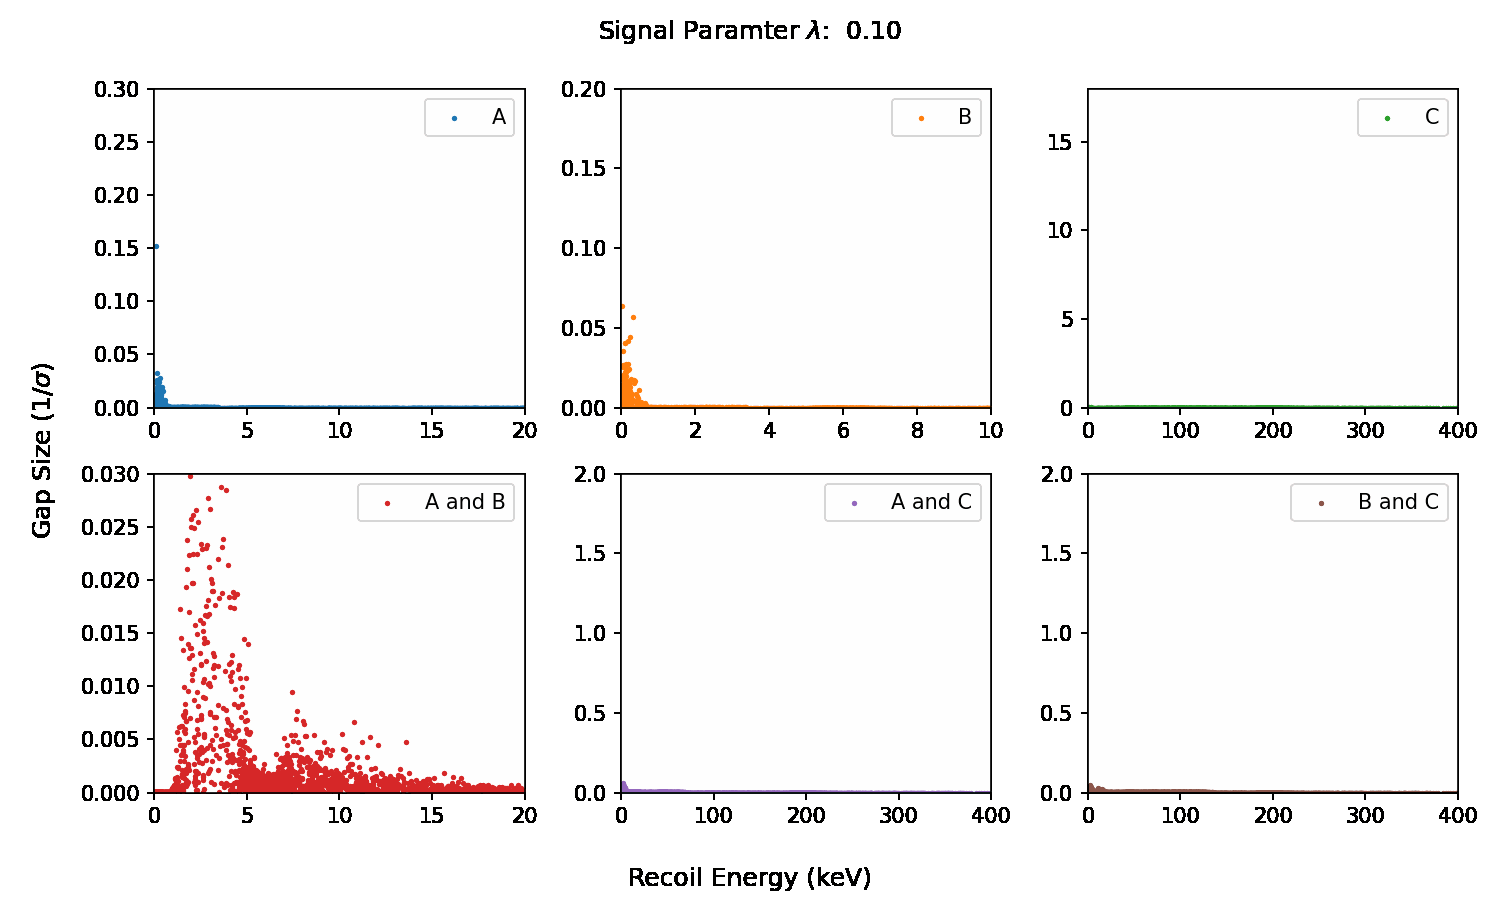 Signal Paramter λ: 0.10
0.30
0.25
0.20
0.15
0.10
0.05
0.00
0 5 10 15 20
A
0.20
0.15
0.10
0.05
0.00
0 2 4 6 8 10
B
15
10
5
0
0 100 200 300 400
C
Gap Size (1/σ)
0.030
0.025
0.020
0.015
0.010
0.005
0.000
0 5 10 15 20
A and B
2.0
1.5
1.0
0.5
0.0
0 100 200 300 400
A and C
2.0
1.5
1.0
0.5
0.0
0 100 200 300 400
B and C
Recoil Energy (keV)